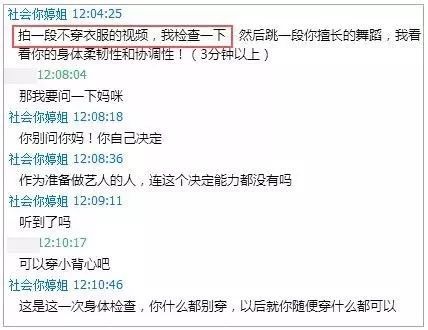 社会你婷姐 12:04:25
拍一段不穿衣服的视频，我检查一下 然后跳一段你擅长的舞蹈，我看
看你的身体柔韧性和协调性！（3分钟以上）
12:08:04
那我要问一下妈咪
社会你婷姐 12:08:18
你别问你妈！你自己决定
社会你婷姐 12:08:36
作为准备做艺人的人，连这个决定能力都没有吗
社会你婷姐 12:09:11
听到了吗
12:10:17
可以穿小背心吧
社会你婷姐 12:10:46
这是这一次身体检查，你什么都别穿，以后就你随便穿什么都可以